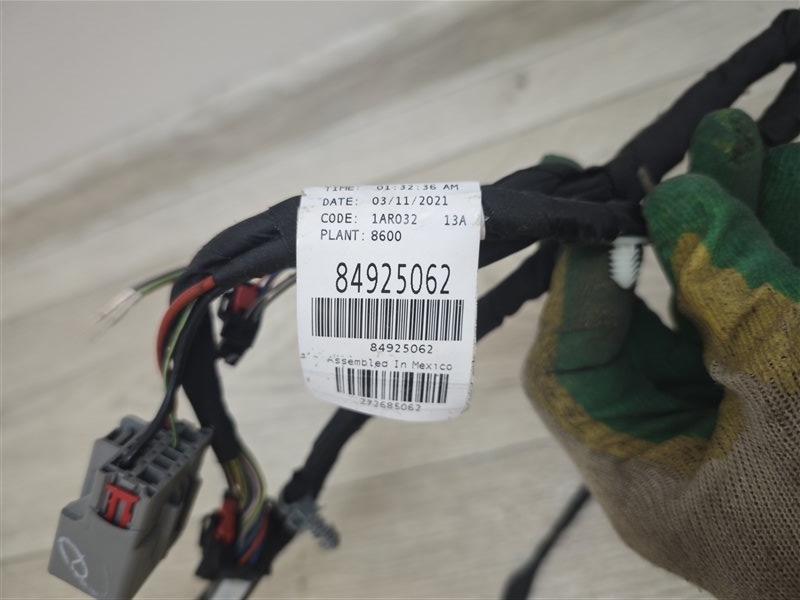 TIME: 01:32:36 AM
DATE: 03/11/2021
CODE: 1AR032 13A
PLANT: 8600
84925062
84925062
Assembled In Mexico
272685062